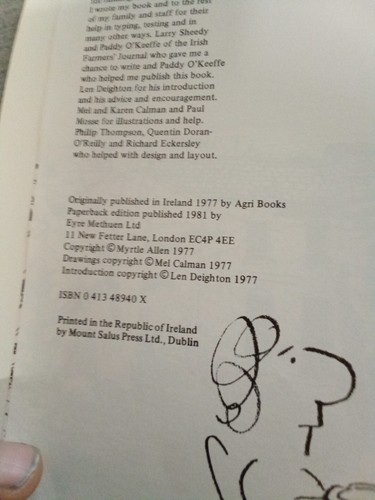 I wrote my book and to the rest
of my family and staff for their
help in typing, testing and in
many other ways. Larry Sheedy
and Paddy O'Keeffe of the Irish
Farmers' Journal who gave me a
chance to write and Paddy O'Keeffe
who helped me publish this book.
Len Deighton for his introduction
and his advice and encouragement.
Mel and Karen Calman and Paul
Mouse for illustrations and help.
Philip Thompson, Quentin Doran-
O'Reilly and Richard Eckersley
who helped with design and layout.
Originally published in Ireland 1977 by Agri Books
Paperback edition published 1981 by
Eyre Methuen Ltd
11 New Fetter Lane, London EC4P 4EE
Copyright © Myrtle Allen 1977
Drawings copyright © Mel Calman 1977
Introduction copyright © Len Deighton 1977
ISBN 0 413 48940 X
Printed in the Republic of Ireland
by Mount Salus Press Ltd., Dublin